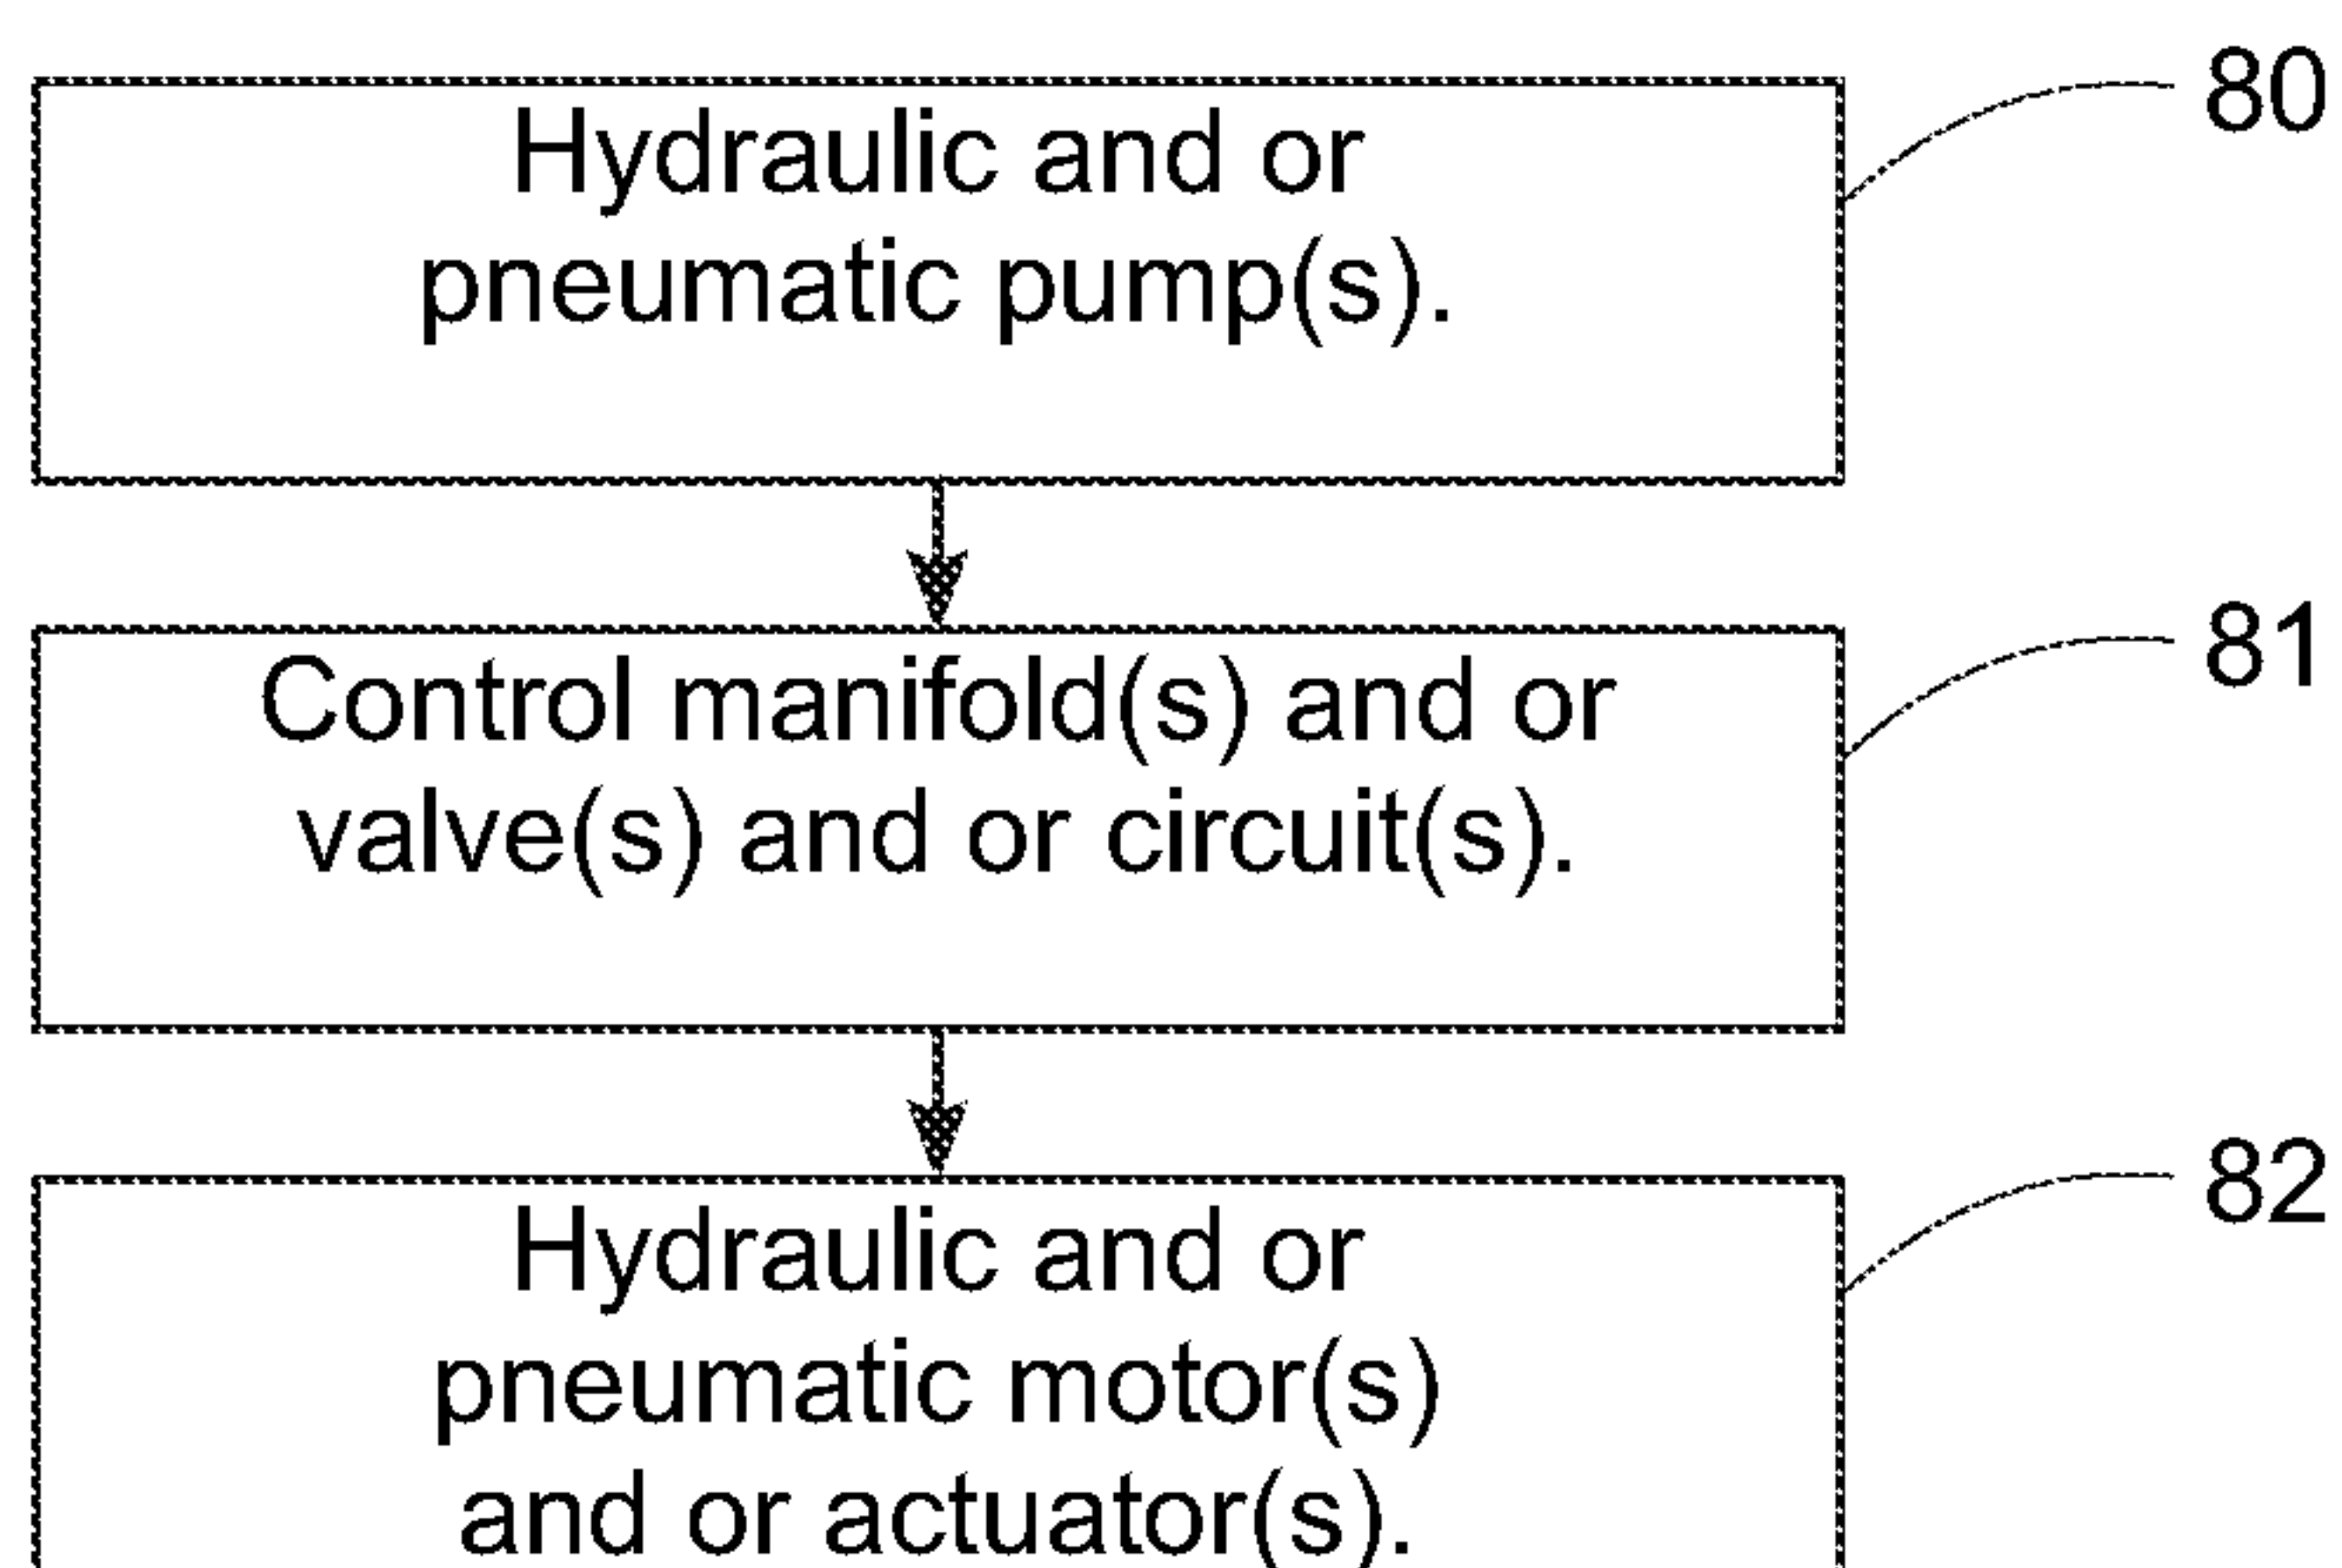 80
Hydraulic and or
pneumatic pump(s).
81
Control manifold(s) and or
valve(s) and or circuit(s).
82
Hydraulic and or
pneumatic motor(s)
and or actuator(s).